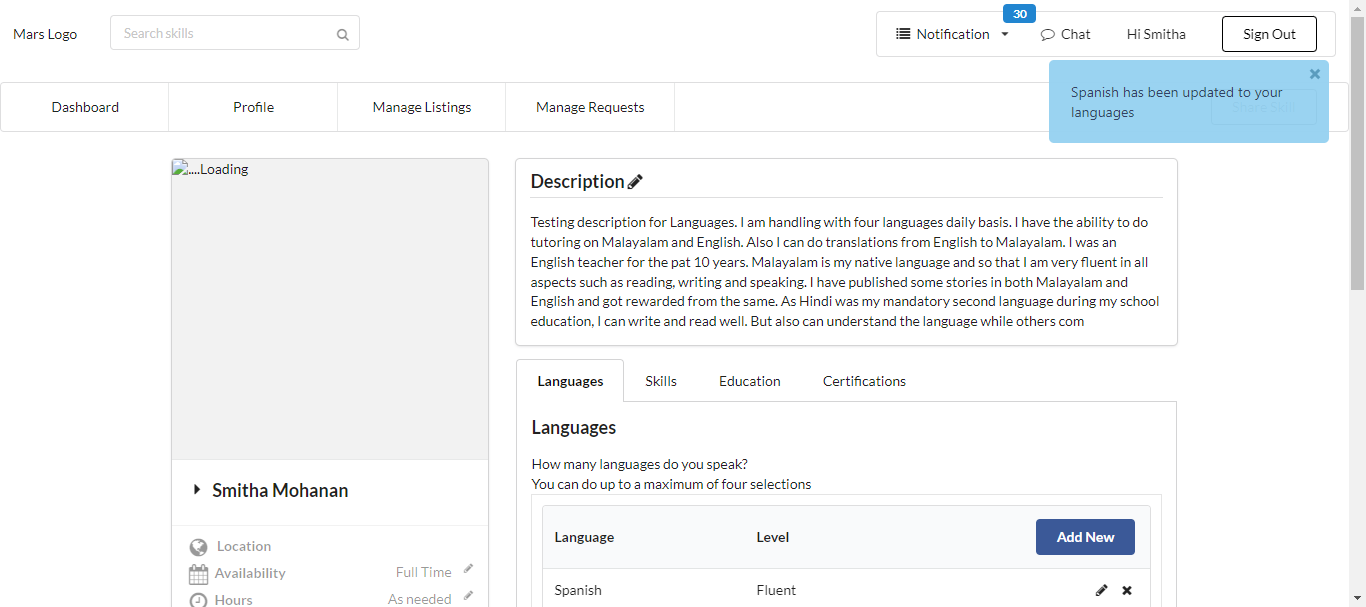 30
Mars Logo
Search skills
Notification
Chat
Hi Smitha
Sign Out
Spanish has been updated to your
languages
Dashboard
Profile
Manage Listings
Manage Requests
....Loading
Description
Testing description for Languages. I am handling with four languages daily basis. I have the ability to do
tutoring on Malayalam and English. Also I can do translations from English to Malayalam. I was an
English teacher for the pat 10 years. Malayalam is my native language and so that I am very fluent in all
aspects such as reading, writing and speaking. I have published some stories in both Malayalam and
English and got rewarded from the same. As Hindi was my mandatory second language during my school
education, I can write and read well. But also can understand the language while others com
Languages
Skills
Education
Certifications
Languages
How many languages do you speak?
You can do up to a maximum of four selections
Language
Level
Add New
Spanish
Fluent
Smitha Mohanan
Location
Availability
Full Time
Hours
As needed